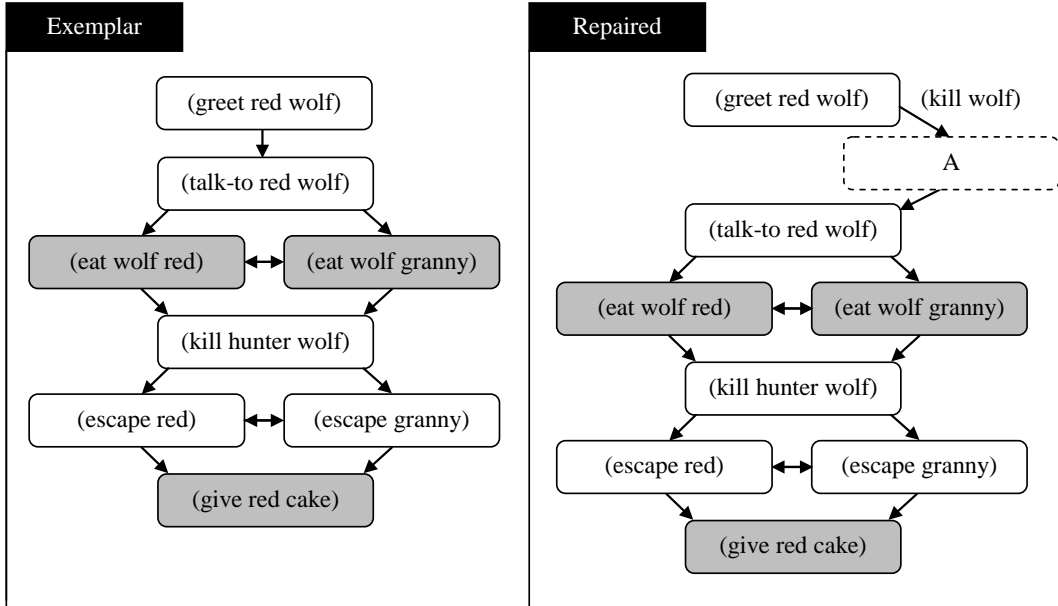 Exemplar
(greet red wolf)
(talk-to red wolf)
(eat wolf red)
(eat wolf granny)
(kill hunter wolf)
(escape red)
(escape granny)
(give red cake)
Repaired
(greet red wolf)
(kill wolf)
A
(talk-to red wolf)
(eat wolf red)
(eat wolf granny)
(kill hunter wolf)
(escape red)
(escape granny)
(give red cake)